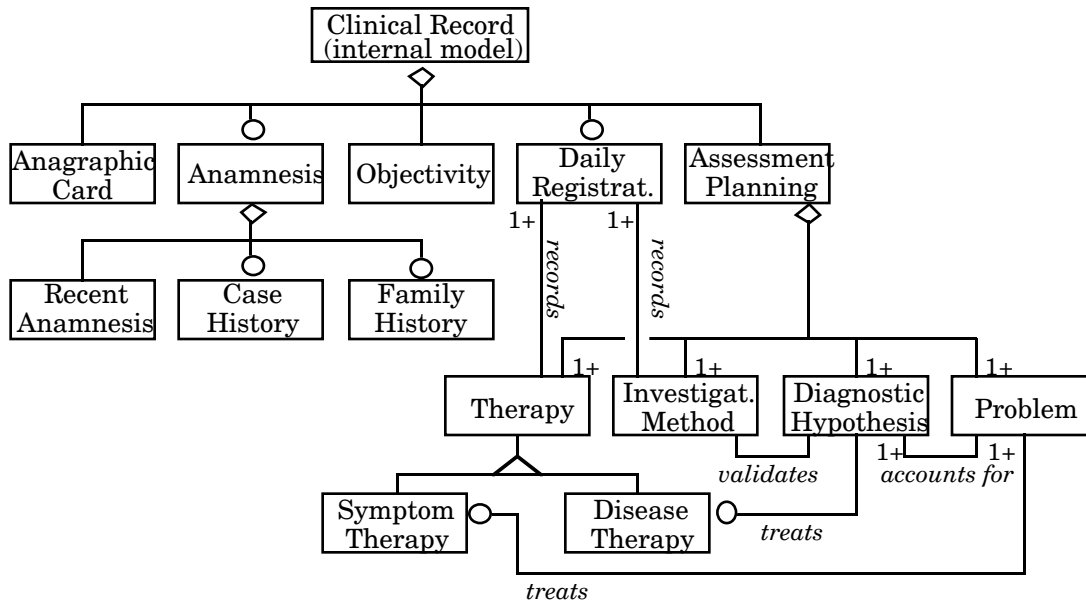 Clinical Record
(internal model)
Anagraphic
Card
Anamnesis
Objectivity
Daily
Registrat.
Assessment
Planning
1+
1+
records
records
Recent
Anamnesis
Case
History
Family
History
1+
1+
1+
1+
Therapy
Investigat.
Method
Diagnostic
Hypothesis
Problem
1+
1+
validates
accounts for
Symptom
Therapy
Disease
Therapy
treats
treats